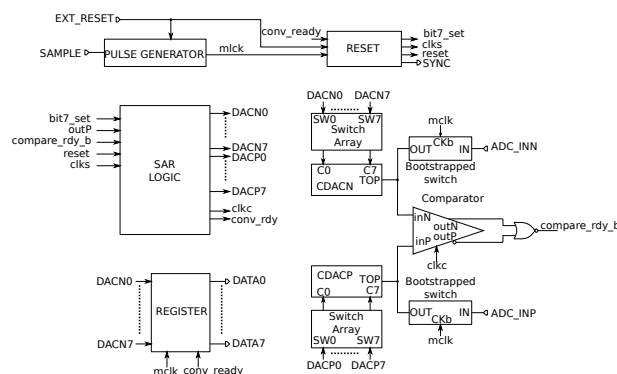 EXT_RESET
SAMPLE
PULSE GENERATOR
mlck
conv_ready
RESET
bit7_set
clks
reset
SYNC
bit7_set
outP
compare_rdy_b
reset
clks
SAR
LOGIC
DACN0
DACN7
DACP0
DACP7
clkc
conv_rdy
DACN0 DACN7
SW0 SW7
Switch
Array
C0 C7
TOP
CDACN
mclk
CKb
OUT IN
ADC_INN
Bootstrapped
switch
Comparator
inN
outN
outP
inP
clkc
compare_rdy_b
CDACP
TOP
C0 C7
Switch
Array
SW0 SW7
DACP0 DACP7
Bootstrapped
switch
OUT IN
CKb
ADC_INP
mclk
DACN0
DACN7
REGISTER
DATA0
DATA7
mclk conv_ready